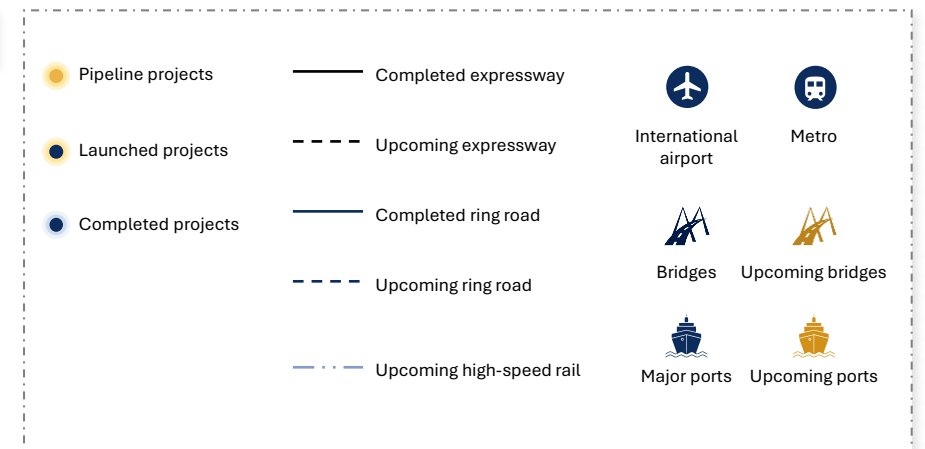 Pipeline projects
Launched projects
Completed projects
Completed expressway
Upcoming expressway
Completed ring road
Upcoming ring road
Upcoming high-speed rail
International
airport
Metro
Bridges
Upcoming bridges
Major ports
Upcoming ports